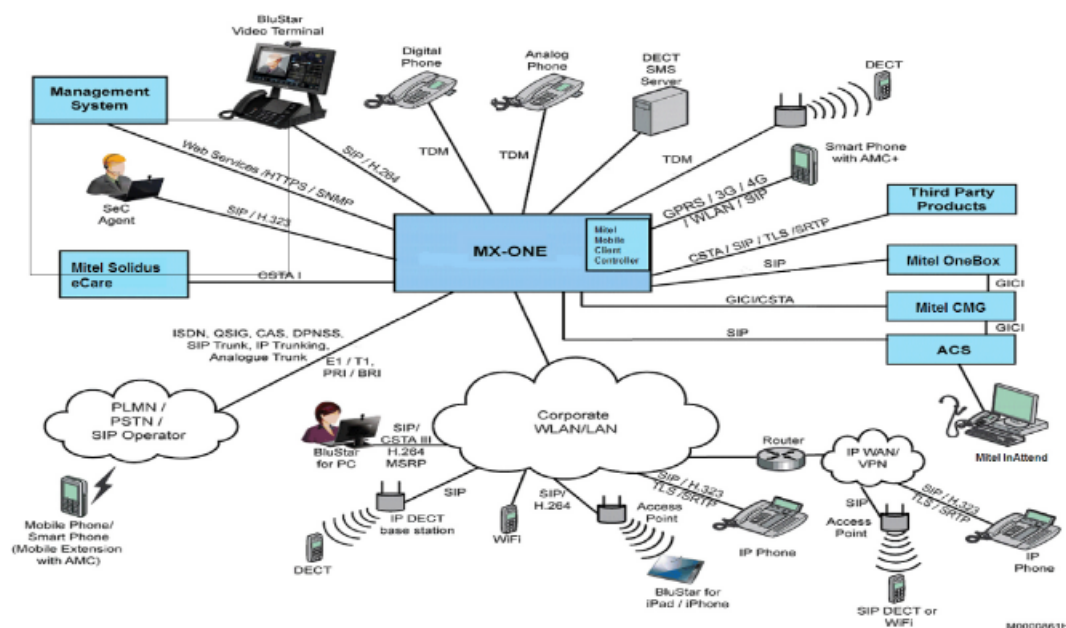 BluStar
Video Terminal
Digital
Phone
Analog
Phone
DECT
SMS
Server
DECT
Management
System
Smart Phone
with AMC+
TDM
TDM
TDM
SIP / H.264
Web Services /HTTPS / SNMP
GPRS / 3G / 4G
/ WLAN / SIP
SeC
Agent
SIP / H.323
Third Party
Products
CSTA / SIP / TLS /SRTP
MX-ONE
Mitel
Mobile
Client
Controller
Mitel Solidus
eCare
CSTA I
SIP
Mitel OneBox
GICI
GICI/CSTA
Mitel CMG
GICI
SIP
ACS
ISDN, QSIG, CAS, DPNSS,
SIP Trunk, IP Trunking,
Analogue Trunk
E1 / T1,
PRI / BRI
PLMN /
PSTN /
SIP Operator
Corporate
WLAN/LAN
BluStar
for PC
SIP/
CSTA III
H.264
MSRP
Router
IP WAN/
VPN
Mitel InAttend
SIP
IP DECT
base station
DECT
WiFi
SIP/
H.264
Access
Point
SIP / H.323
TLS /SRTP
IP Phone
BluStar for
iPad / iPhone
SIP
Access
Point
SIP / H.323
TLS / SRTP
IP
Phone
SIP DECT or
WiFi
Mobile Phone/
Smart Phone
(Mobile Extension
with AMC)